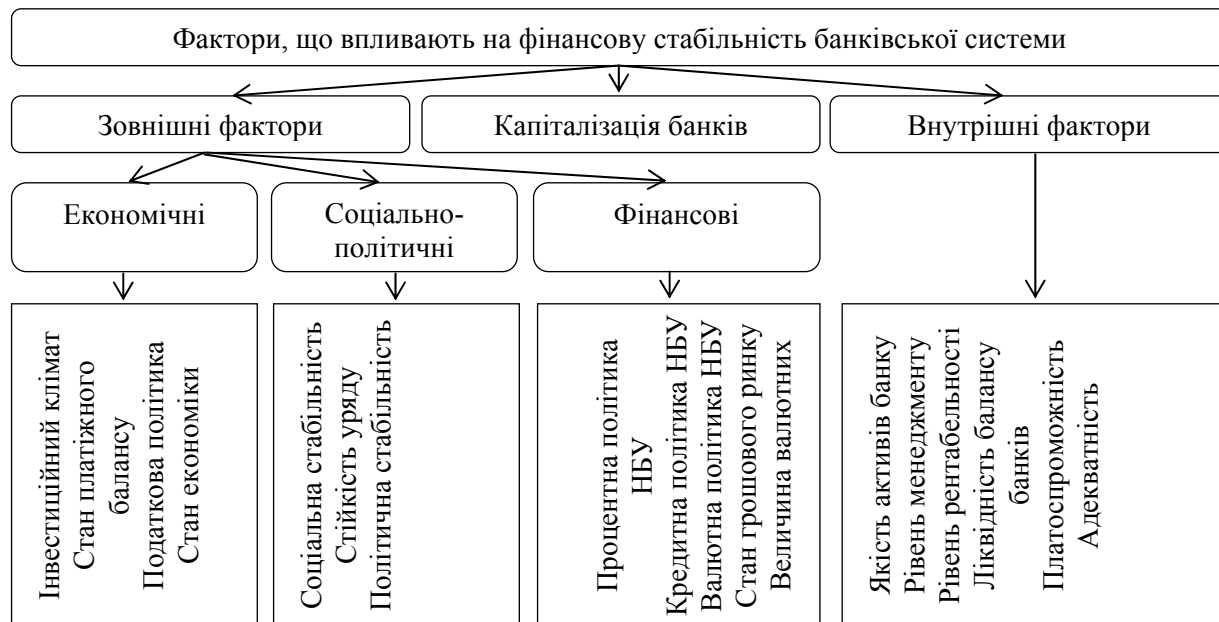 Фактори, що впливають на фінансову стабільність банківської системи
Зовнішні фактори
Капіталізація банків
Внутрішні фактори
Економічні
Соціально-
політичні
Фінансові
Інвестиційний клімат
Стан платіжного
балансу
Податкова політика
Стан економіки
Соціальна стабільність
Стійкість уряду
Політична стабільність
Процентна політика
НБУ
Кредитна політика НБУ
Валютна політика НБУ
Стан грошового ринку
Величина валютних
Якість активів банку
Рівень менеджменту
Рівень рентабельності
Ліквідність балансу
банків
Платоспроможність
Адекватність